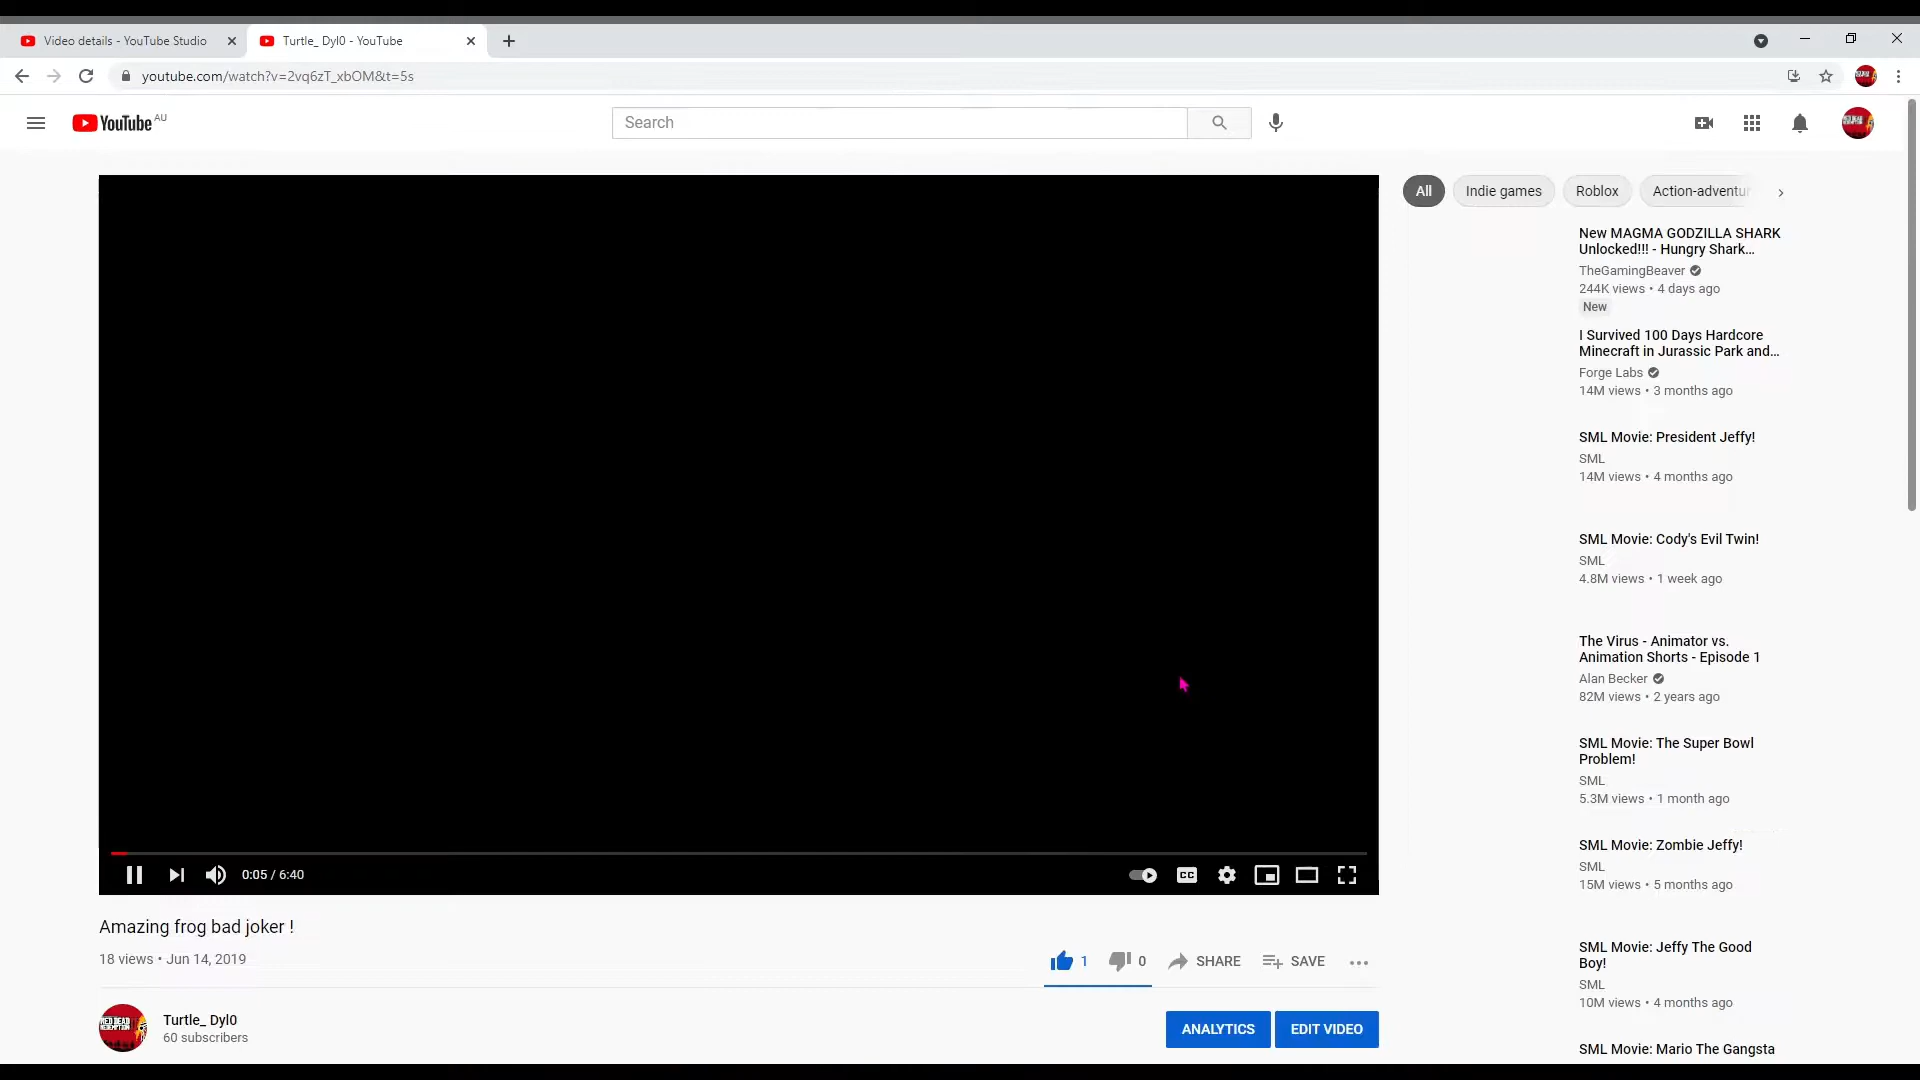 Video details - YouTube Studio
Turtle_ Dyl0 - YouTube
youtube.com/watch?v=2vq6zT_xbOM&t=5s
YouTube AU
Search
All
Indie games
Roblox
Action-adventur
New MAGMA GODZILLA SHARK
Unlocked!!! - Hungry Shark...
TheGamingBeaver
244K views • 4 days ago
New
I Survived 100 Days Hardcore
Minecraft in Jurassic Park and...
Forge Labs
14M views • 3 months ago
SML Movie: President Jeffy!
SML
14M views • 4 months ago
SML Movie: Cody's Evil Twin!
SML
4.8M views • 1 week ago
The Virus - Animator vs.
Animation Shorts - Episode 1
Alan Becker
82M views • 2 years ago
SML Movie: The Super Bowl
Problem!
SML
5.3M views • 1 month ago
SML Movie: Zombie Jeffy!
SML
15M views • 5 months ago
SML Movie: Jeffy The Good
Boy!
SML
10M views • 4 months ago
SML Movie: Mario The Gangsta
0:05 / 6:40
CC
Amazing frog bad joker !
18 views • Jun 14, 2019
1
0
SHARE
SAVE
Turtle_ Dyl0
60 subscribers
ANALYTICS
EDIT VIDEO